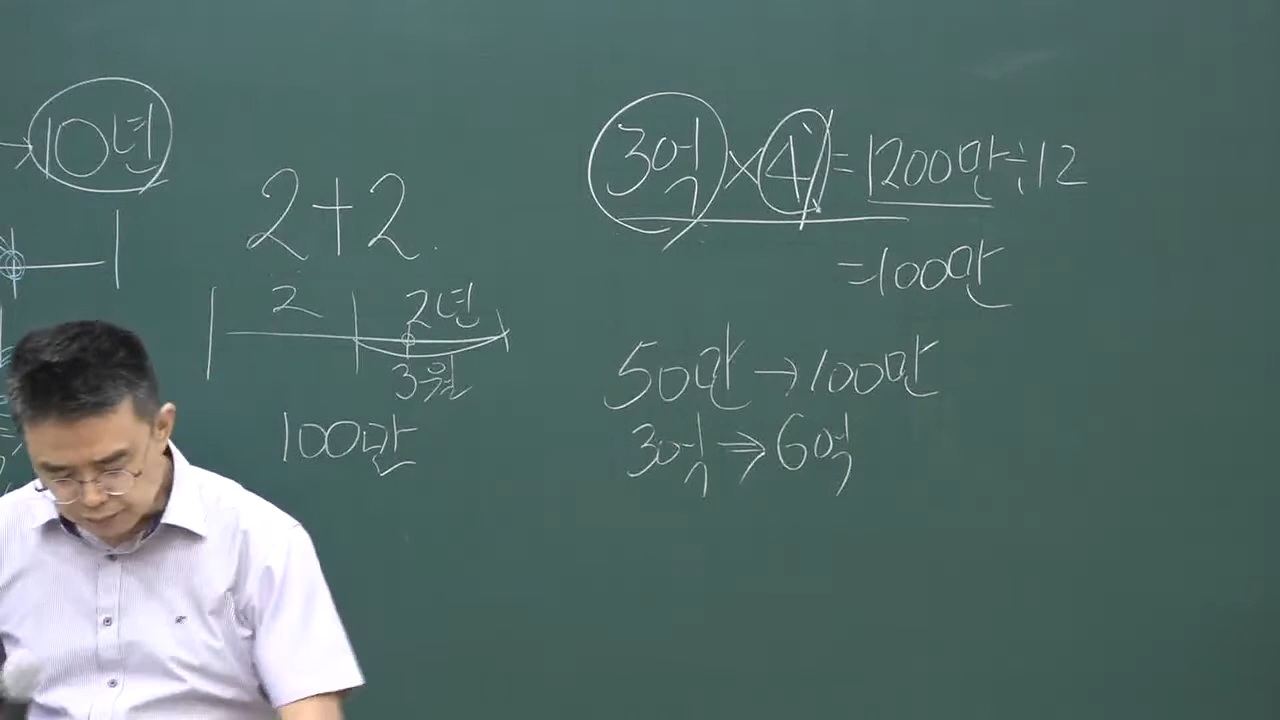 → 10년
2+2
2 2년
3월
100만
3억×4%=1200만÷12
=100만
50만→100만
3억⇒6억